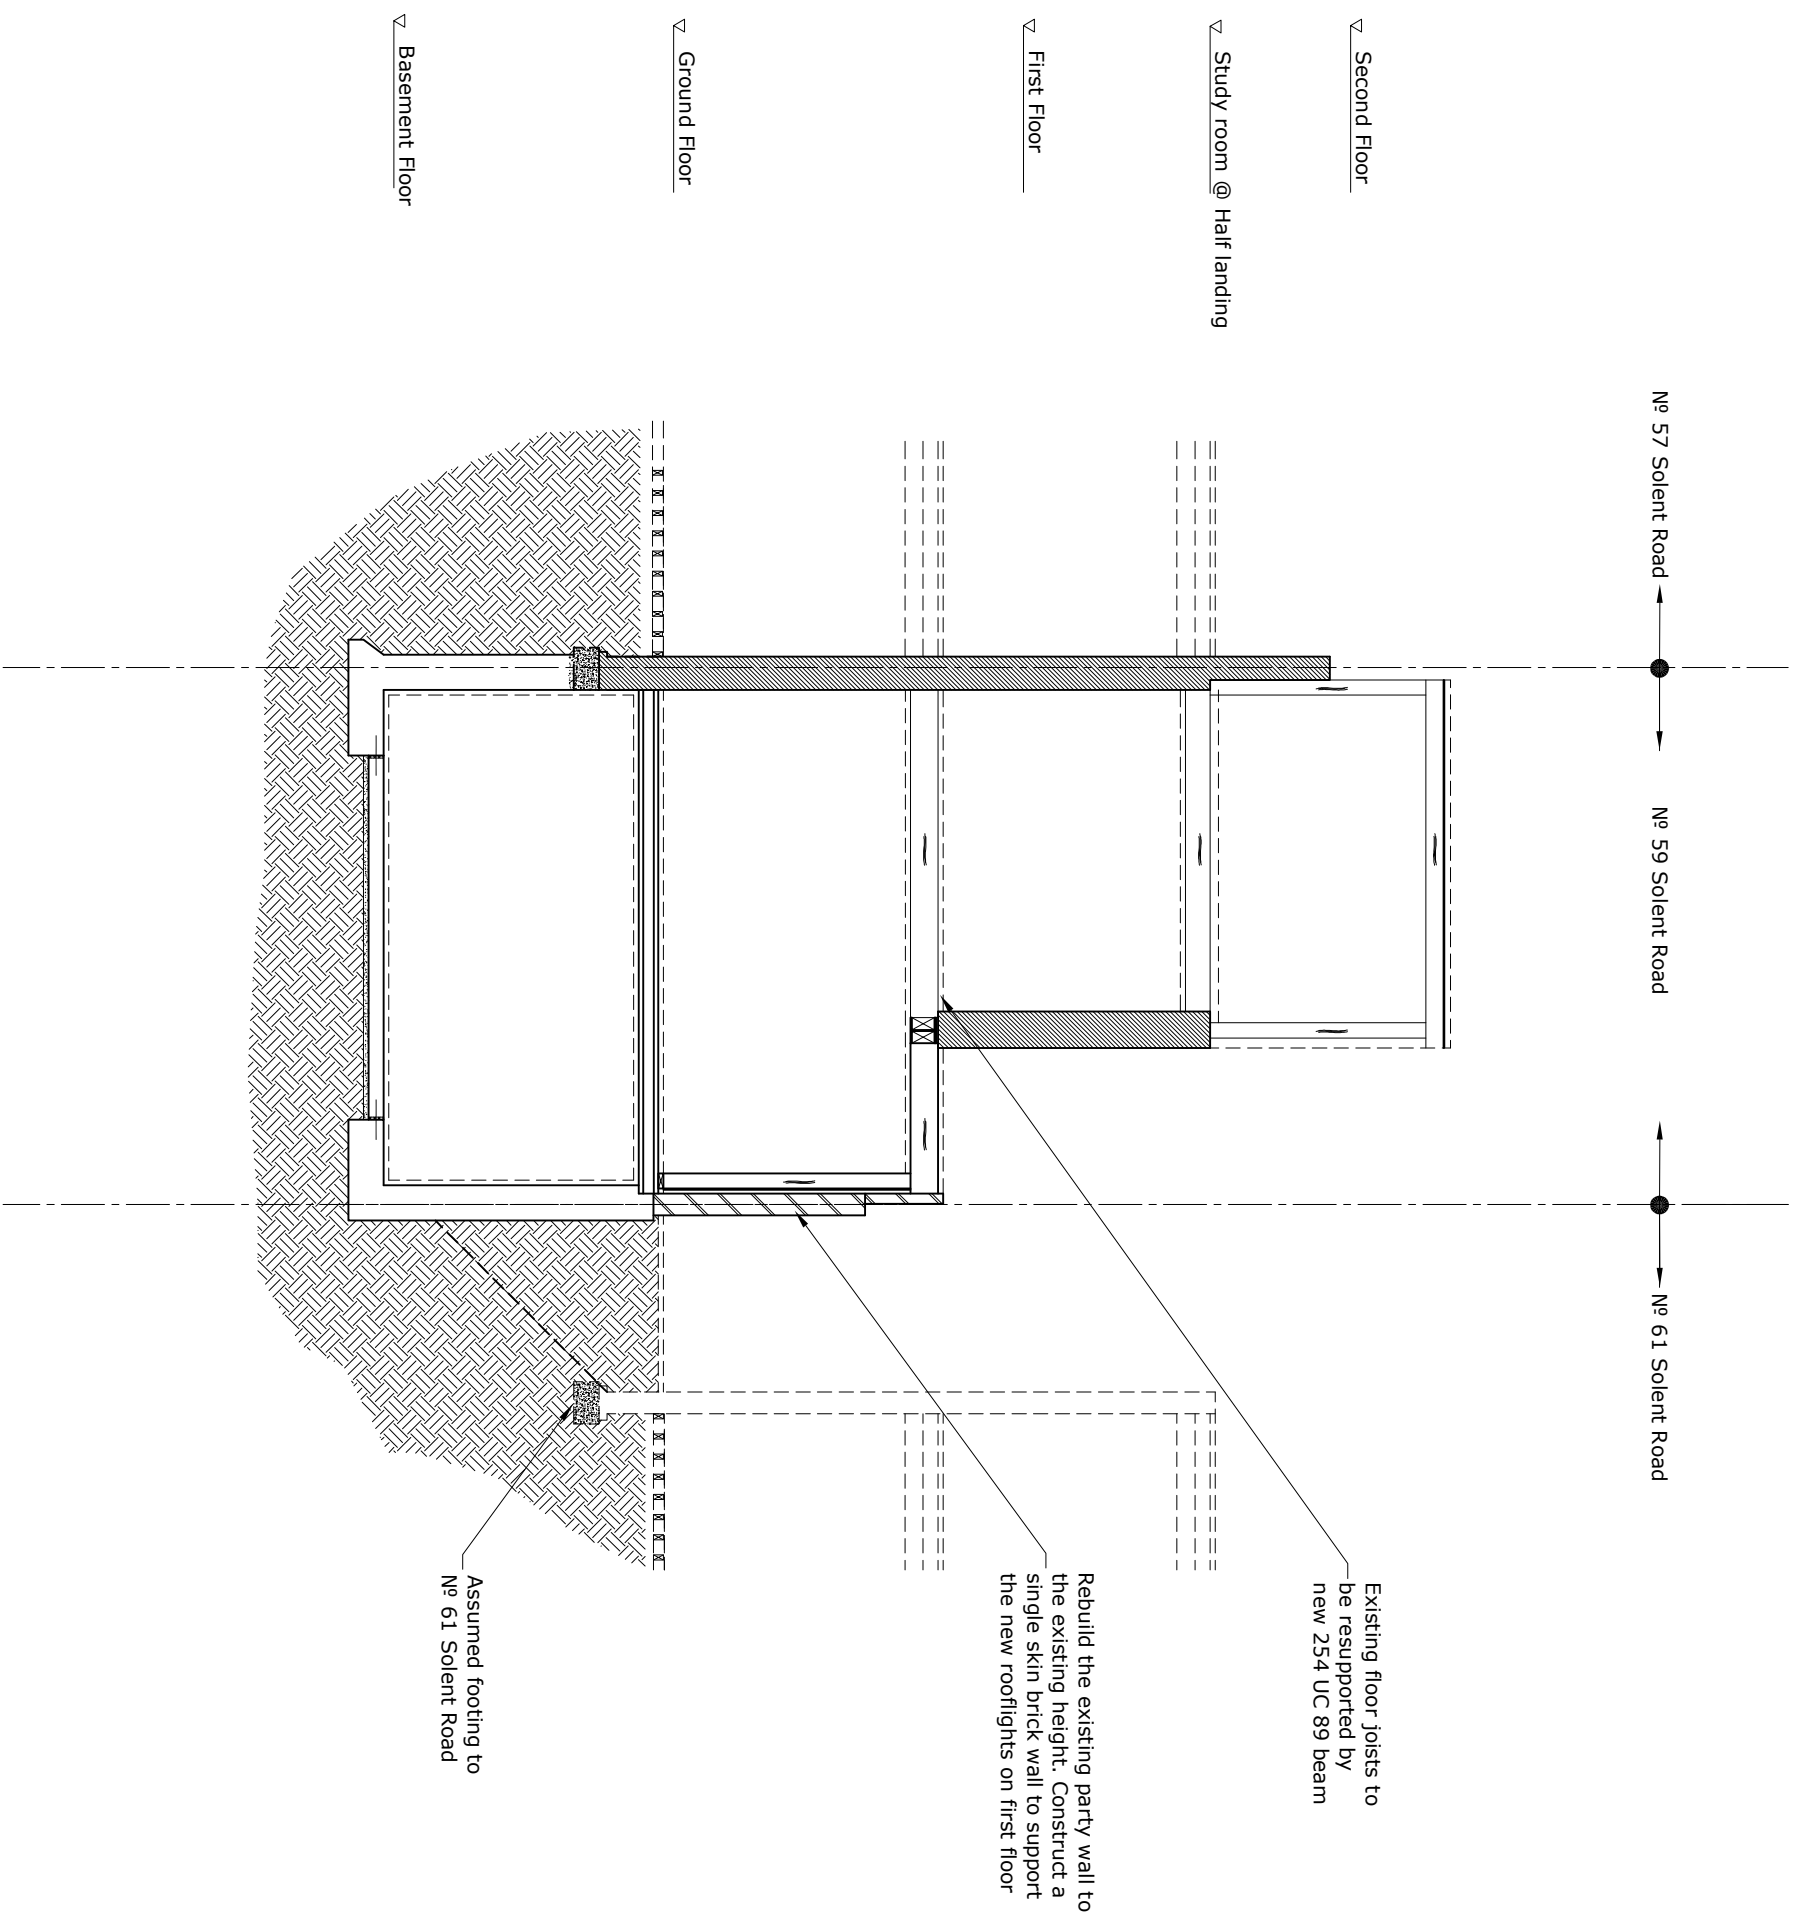 Nº 57 Solent Road
Nº 59 Solent Road
Nº 61 Solent Road
Second Floor
Study room @ Half landing
First Floor
Ground Floor
Basement Floor
Existing floor joists to
be resupported by
new 254 UC 89 beam
Rebuild the existing party wall to
the existing height. Construct a
single skin brick wall to support
the new rooflights on first floor
Assumed footing to
Nº 61 Solent Road